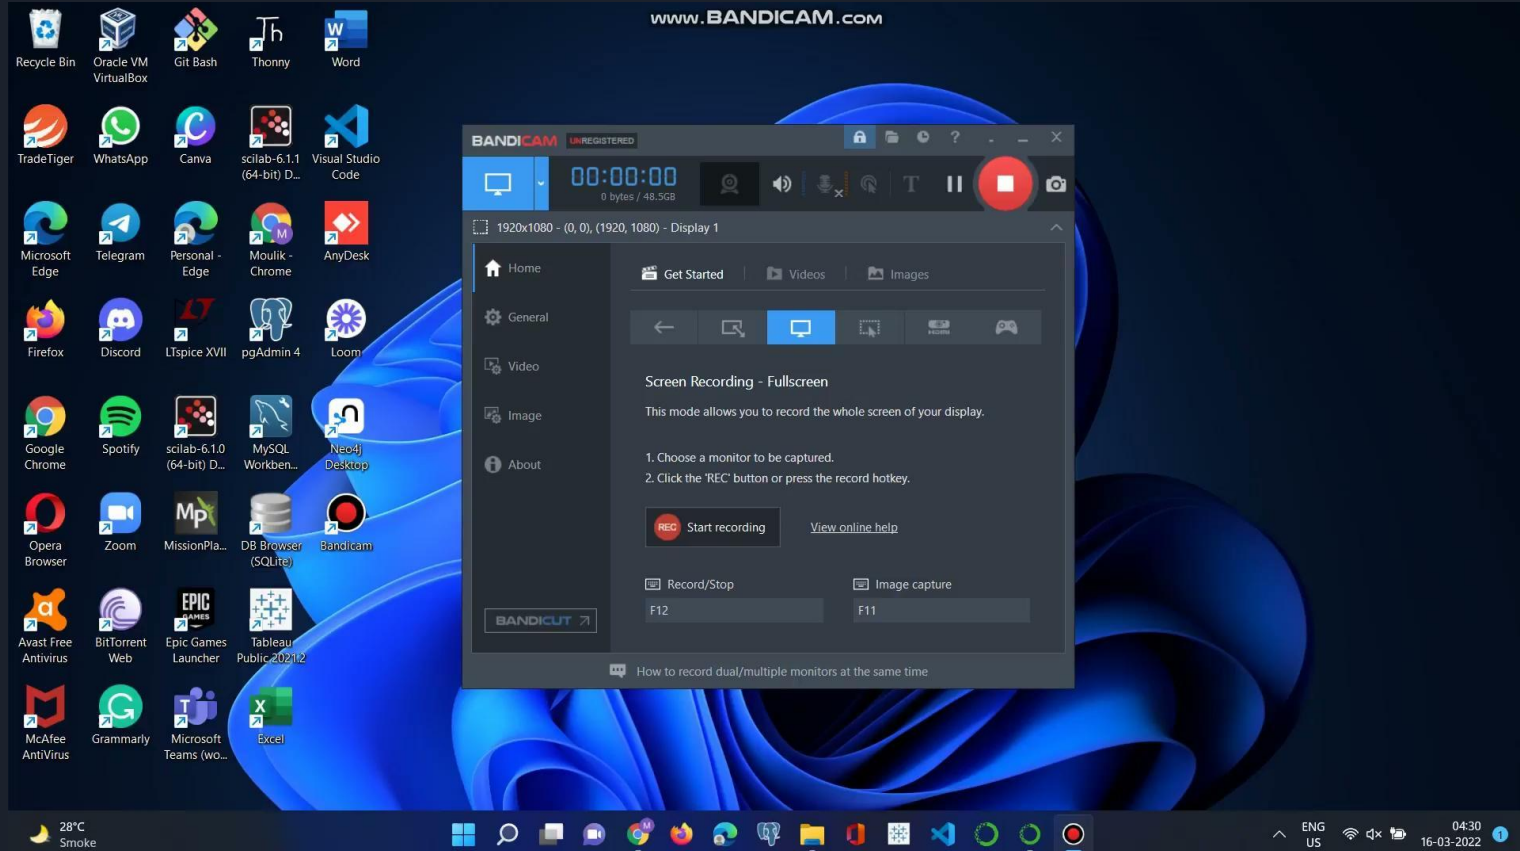 www.BANDICAM.com
Recycle Bin
Oracle VM
VirtualBox
Git Bash
Thonny
Word
TradeTiger
WhatsApp
Canva
scilab-6.1.1
(64-bit) D...
Visual Studio
Code
Microsoft
Edge
Telegram
Personal -
Edge
Moulik -
Chrome
AnyDesk
Firefox
Discord
LTspice XVII
pgAdmin 4
Loom
Google
Chrome
Spotify
scilab-6.1.0
(64-bit) D...
MySQL
Workben...
Neo4j
Desktop
Opera
Browser
Zoom
MissionPla...
DB Browser
(SQLite)
Bandicam
Avast Free
Antivirus
BitTorrent
Web
Epic Games
Launcher
Tableau
Public 2021.2
McAfee
AntiVirus
Grammarly
Microsoft
Teams (wo...
Excel
BANDICAM UNREGISTERED
00:00:00
0 bytes / 48.5GB
1920x1080 - (0, 0), (1920, 1080) - Display 1
Home
General
Video
Image
About
BANDICUT
Get Started
Videos
Images
HDMI
Screen Recording - Fullscreen
This mode allows you to record the whole screen of your display.
1. Choose a monitor to be captured.
2. Click the 'REC' button or press the record hotkey.
REC Start recording
View online help
Record/Stop
Image capture
F12
F11
How to record dual/multiple monitors at the same time
28°C
Smoke
ENG
US
04:30
16-03-2022
1